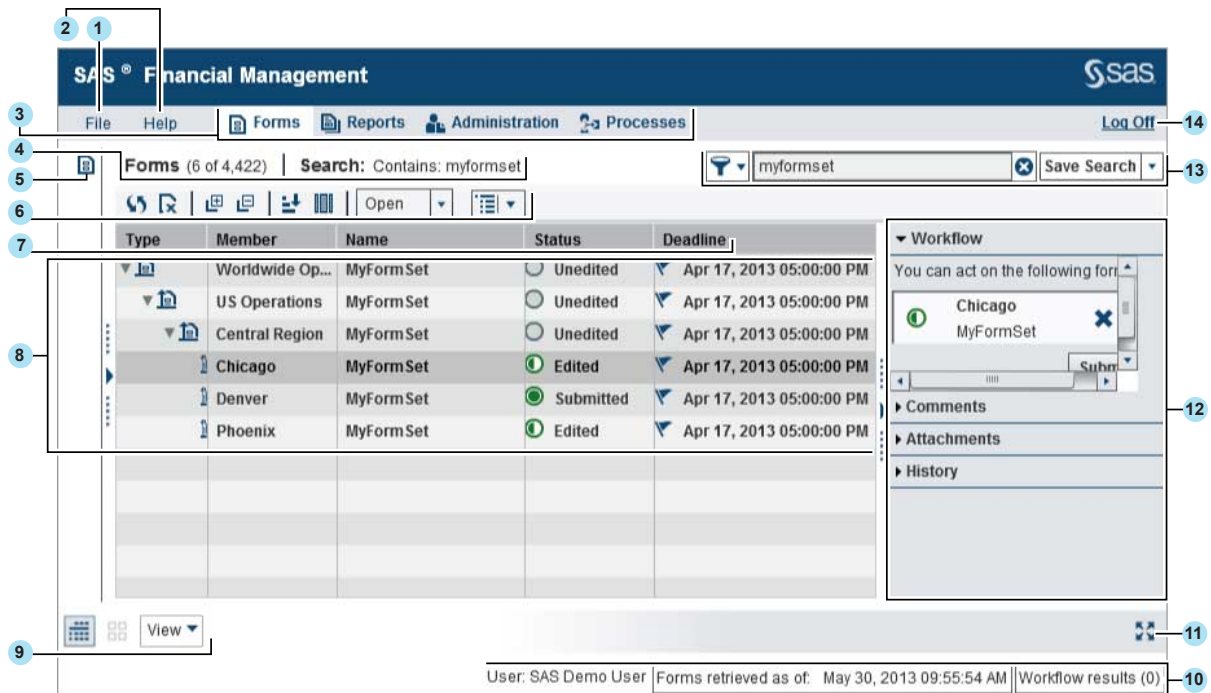 2 1
SAS ® Financial Management
sas
3
File Help Forms Reports Administration Processes Log Off
14
4
Forms (6 of 4,422) | Search: Contains: myformset
myformset Save Search
13
5
6
Open
7
Type Member Name Status Deadline
Worldwide Op... MyFormSet Unedited Apr 17, 2013 05:00:00 PM
US Operations MyFormSet Unedited Apr 17, 2013 05:00:00 PM
Central Region MyFormSet Unedited Apr 17, 2013 05:00:00 PM
8
Chicago MyFormSet Edited Apr 17, 2013 05:00:00 PM
Denver MyFormSet Submitted Apr 17, 2013 05:00:00 PM
Phoenix MyFormSet Edited Apr 17, 2013 05:00:00 PM
Workflow
You can act on the following forr
Chicago
MyFormSet
Subm
Comments
12
Attachments
History
View
9
11
User: SAS Demo User Forms retrieved as of: May 30, 2013 09:55:54 AM Workflow results (0)
10